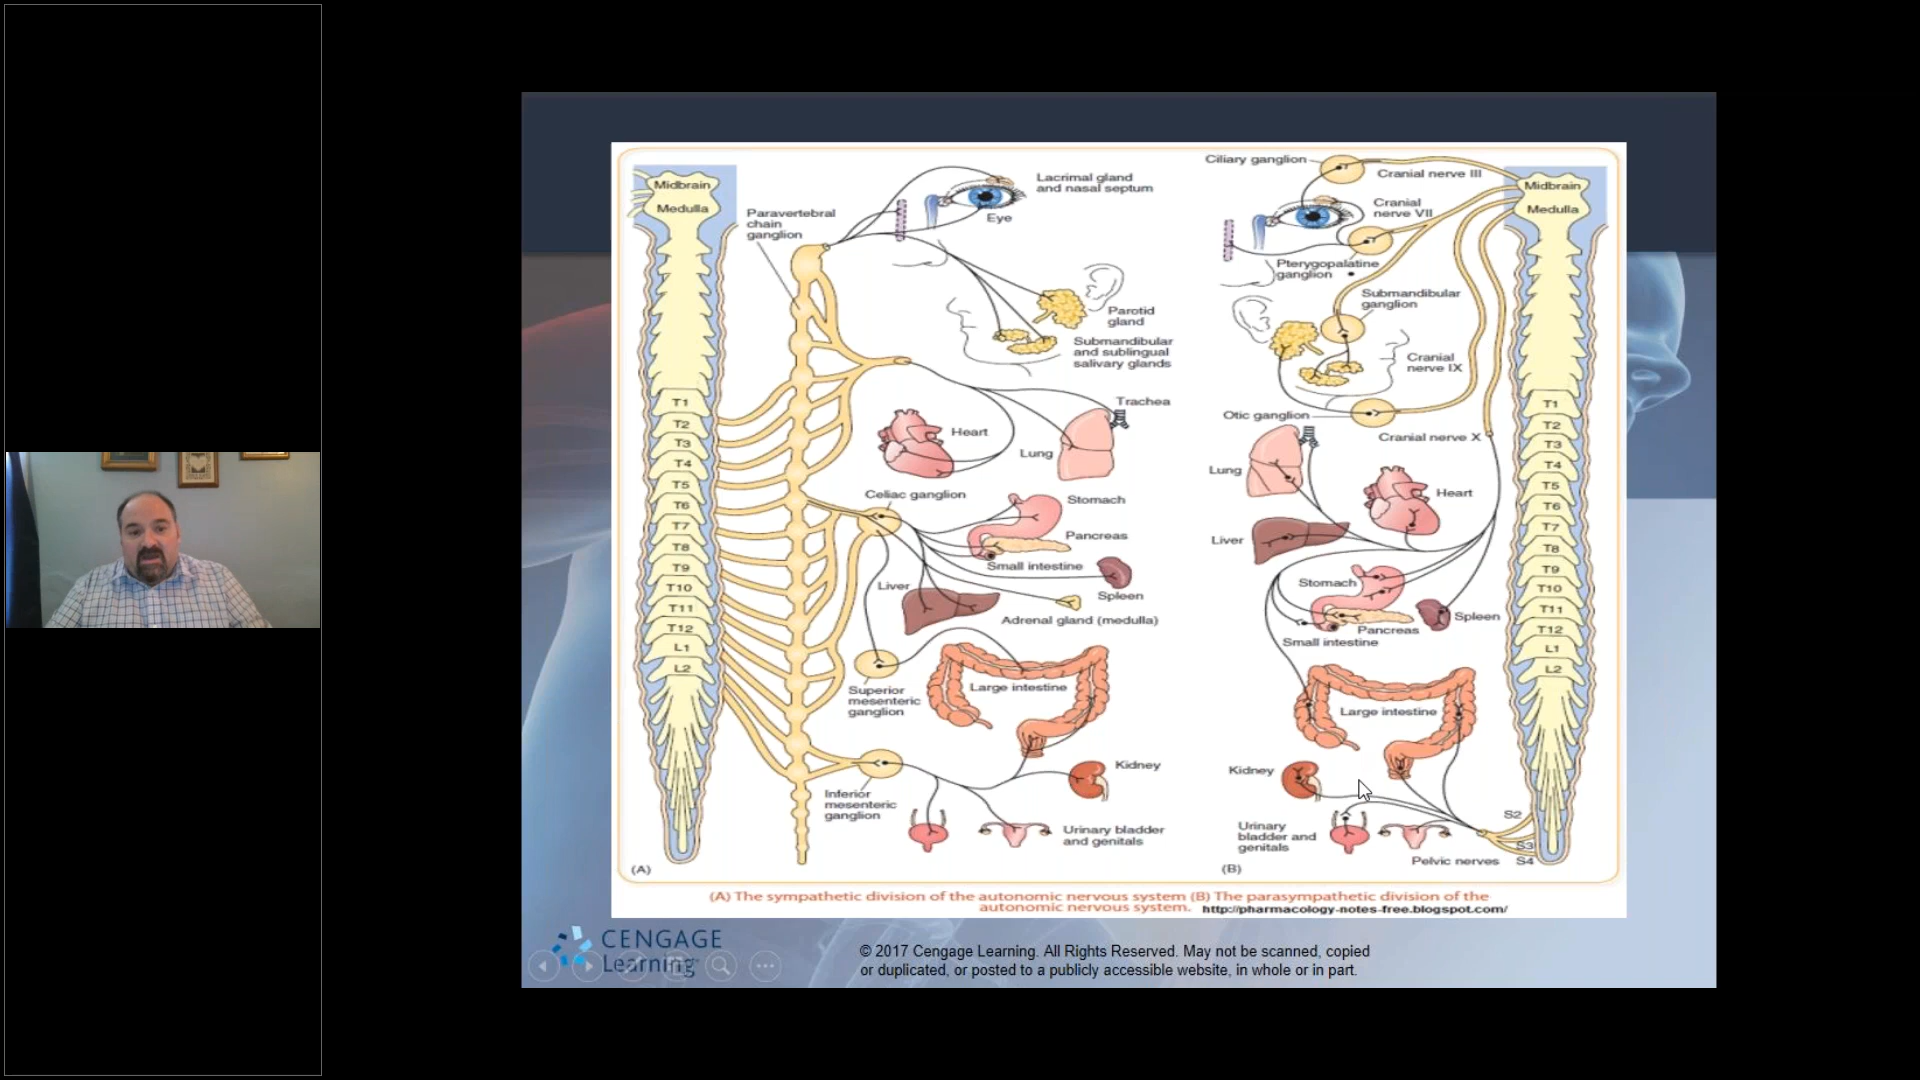 Midbrain
Medulla
Paravertebral
chain
ganglion
Lacrimal gland
and nasal septum
Eye
Parotid
gland
Submandibular
and sublingual
salivary glands
Trachea
Heart
Lung
Celiac ganglion
Stomach
Pancreas
Small intestine
Liver
Spleen
Adrenal gland (medulla)
Superior
mesenteric
ganglion
Large intestine
Inferior
mesenteric
ganglion
Kidney
Urinary bladder
and genitals
T1
T2
T3
T4
T5
T6
T7
T8
T9
T10
T11
T12
L1
L2
(A)
Ciliary ganglion
Cranial nerve III
Cranial
nerve VII
Pterygopalatine
ganglion
Submandibular
ganglion
Cranial
nerve IX
Otic ganglion
Cranial nerve X
Lung
Heart
Liver
Stomach
Spleen
Pancreas
Small intestine
Large intestine
Kidney
Urinary
bladder and
genitals
Pelvic nerves
Midbrain
Medulla
T1
T2
T3
T4
T5
T6
T7
T8
T9
T10
T11
T12
L1
L2
S2
S3
S4
(B)
(A) The sympathetic division of the autonomic nervous system (B) The parasympathetic division of the
autonomic nervous system. http://pharmacology-notes-free.blogspot.com/
CENGAGE
Learning
© 2017 Cengage Learning. All Rights Reserved. May not be scanned, copied
or duplicated, or posted to a publicly accessible website, in whole or in part.